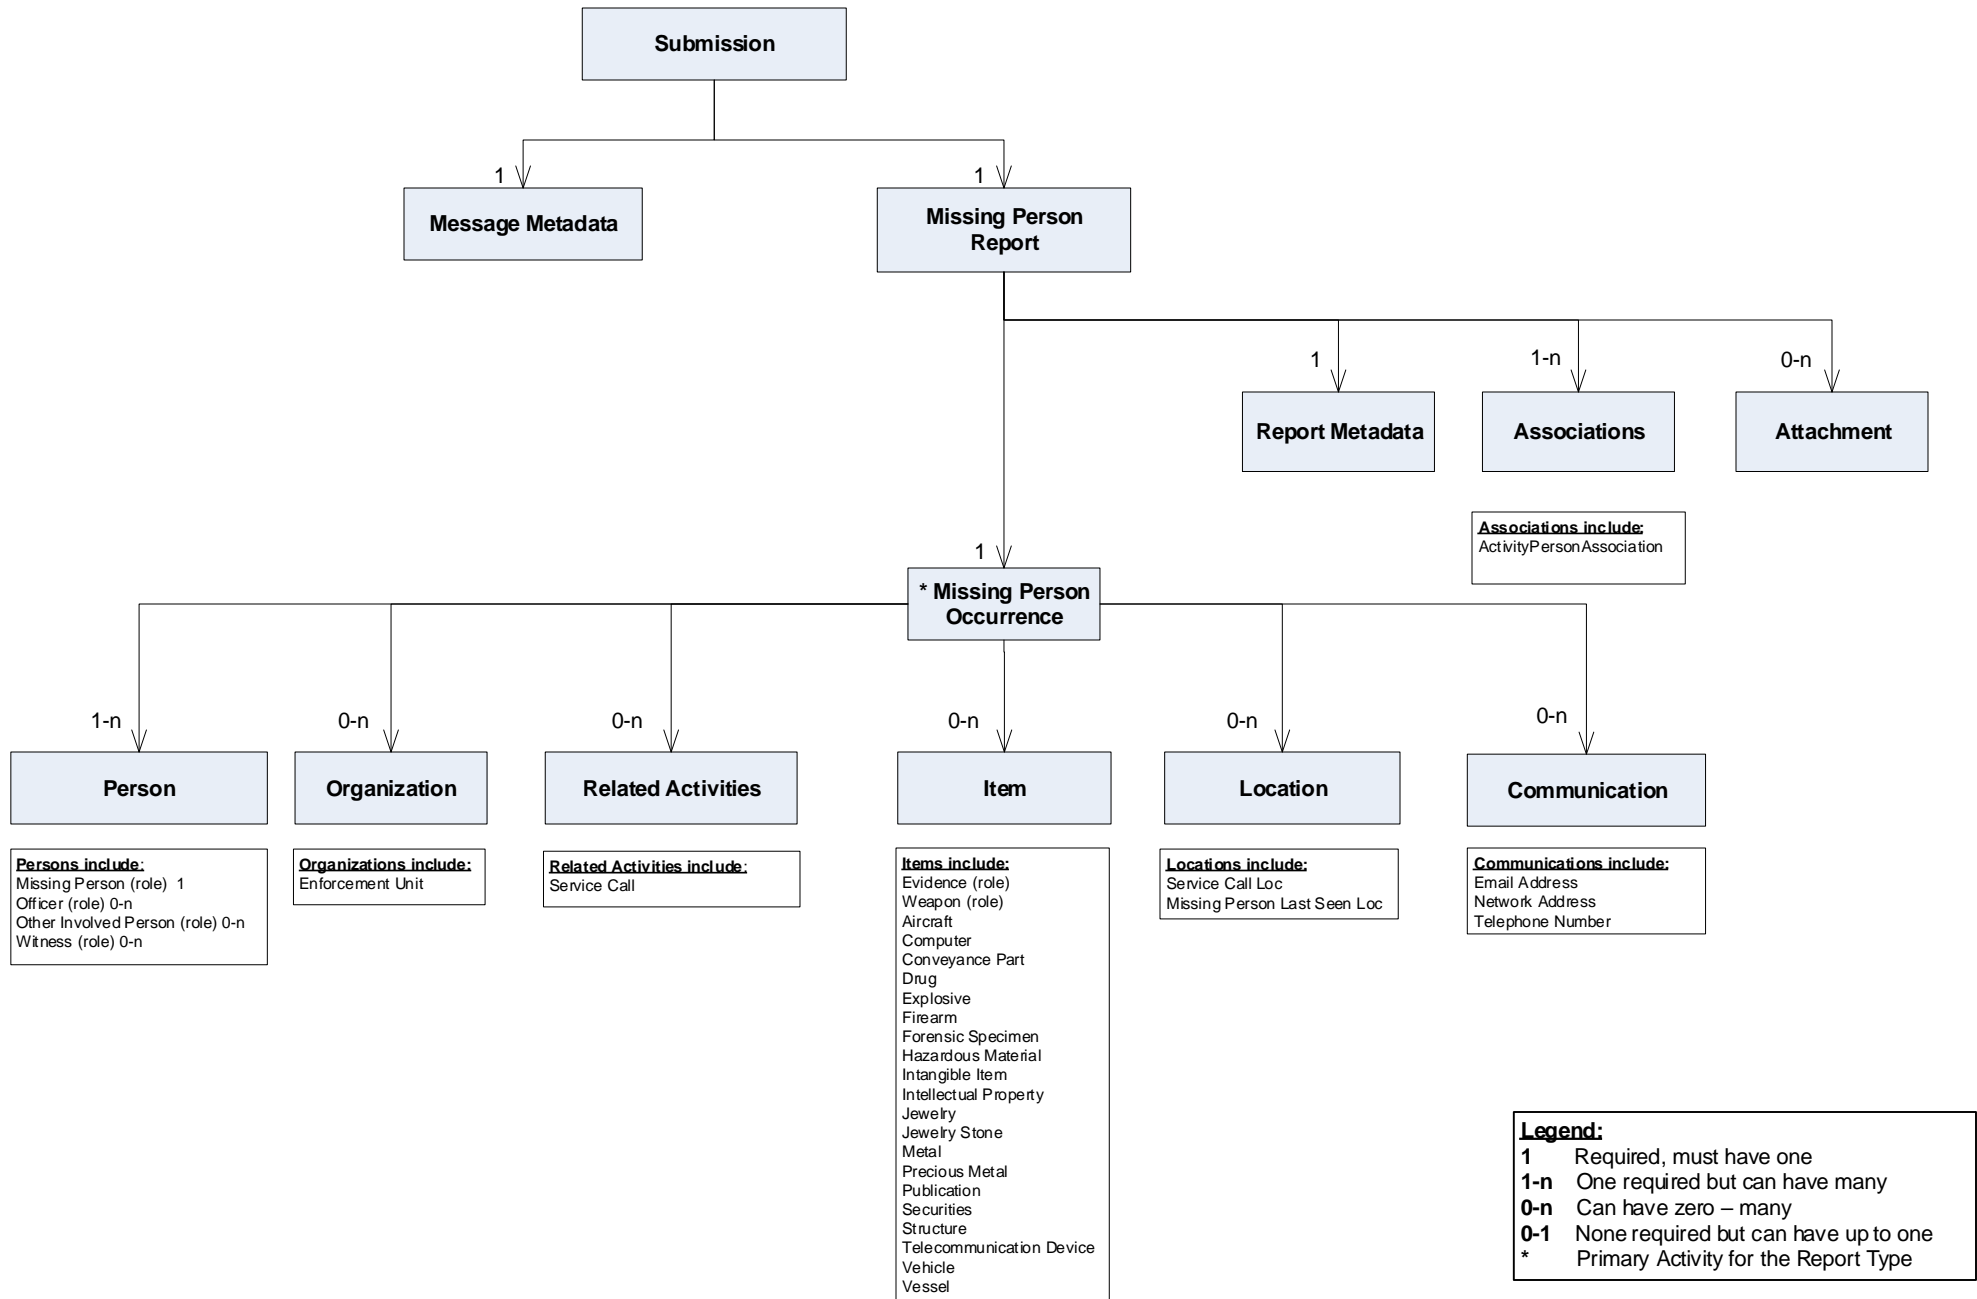 Submission
1
1
Message Metadata
Missing Person
Report
1
1-n
0-n
Report Metadata
Associations
Attachment
Associations include:
ActivityPersonAssociation
1
* Missing Person
Occurrence
1-n
0-n
0-n
0-n
0-n
0-n
Person
Organization
Related Activities
Item
Location
Communication
Persons include:
Missing Person (role) 1
Officer (role) 0-n
Other Involved Person (role) 0-n
Witness (role) 0-n
Organizations include:
Enforcement Unit
Related Activities include:
Service Call
Items include:
Evidence (role)
Weapon (role)
Aircraft
Computer
Conveyance Part
Drug
Explosive
Firearm
Forensic Specimen
Hazardous Material
Intangible Item
Intellectual Property
Jewelry
Jewelry Stone
Metal
Precious Metal
Publication
Securities
Structure
Telecommunication Device
Vehicle
Vessel
Locations include:
Service Call Loc
Missing Person Last Seen Loc
Communications include:
Email Address
Network Address
Telephone Number
Legend:
1 Required, must have one
1-n One required but can have many
0-n Can have zero – many
0-1 None required but can have up to one
* Primary Activity for the Report Type